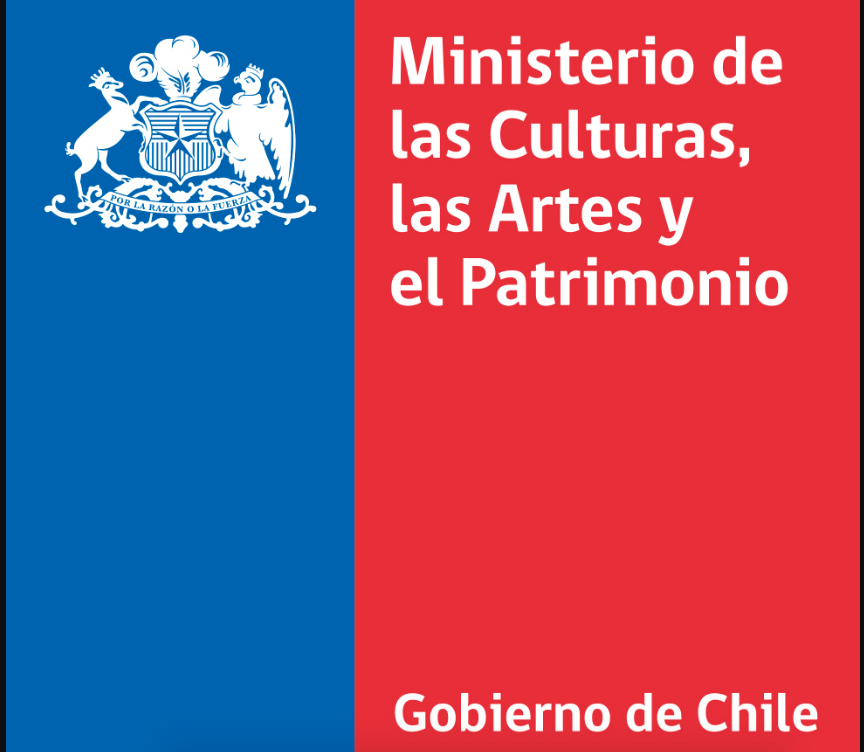 POR LA RAZÓN O LA FUERZA
Ministerio de
las Culturas,
las Artes y
el Patrimonio
Gobierno de Chile